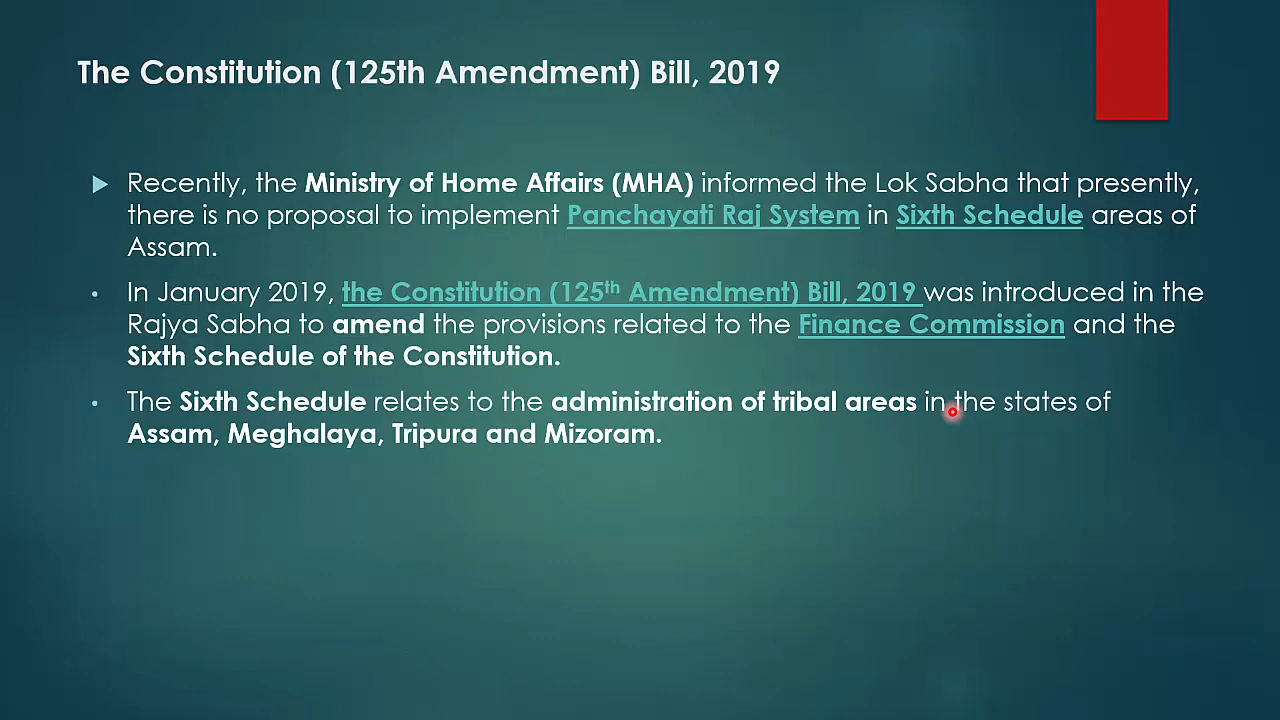 The Constitution (125th Amendment) Bill, 2019
Recently, the Ministry of Home Affairs (MHA) informed the Lok Sabha that presently,
there is no proposal to implement Panchayati Raj System in Sixth Schedule areas of
Assam.
In January 2019, the Constitution (125th Amendment) Bill, 2019 was introduced in the
Rajya Sabha to amend the provisions related to the Finance Commission and the
Sixth Schedule of the Constitution.
The Sixth Schedule relates to the administration of tribal areas in the states of
Assam, Meghalaya, Tripura and Mizoram.